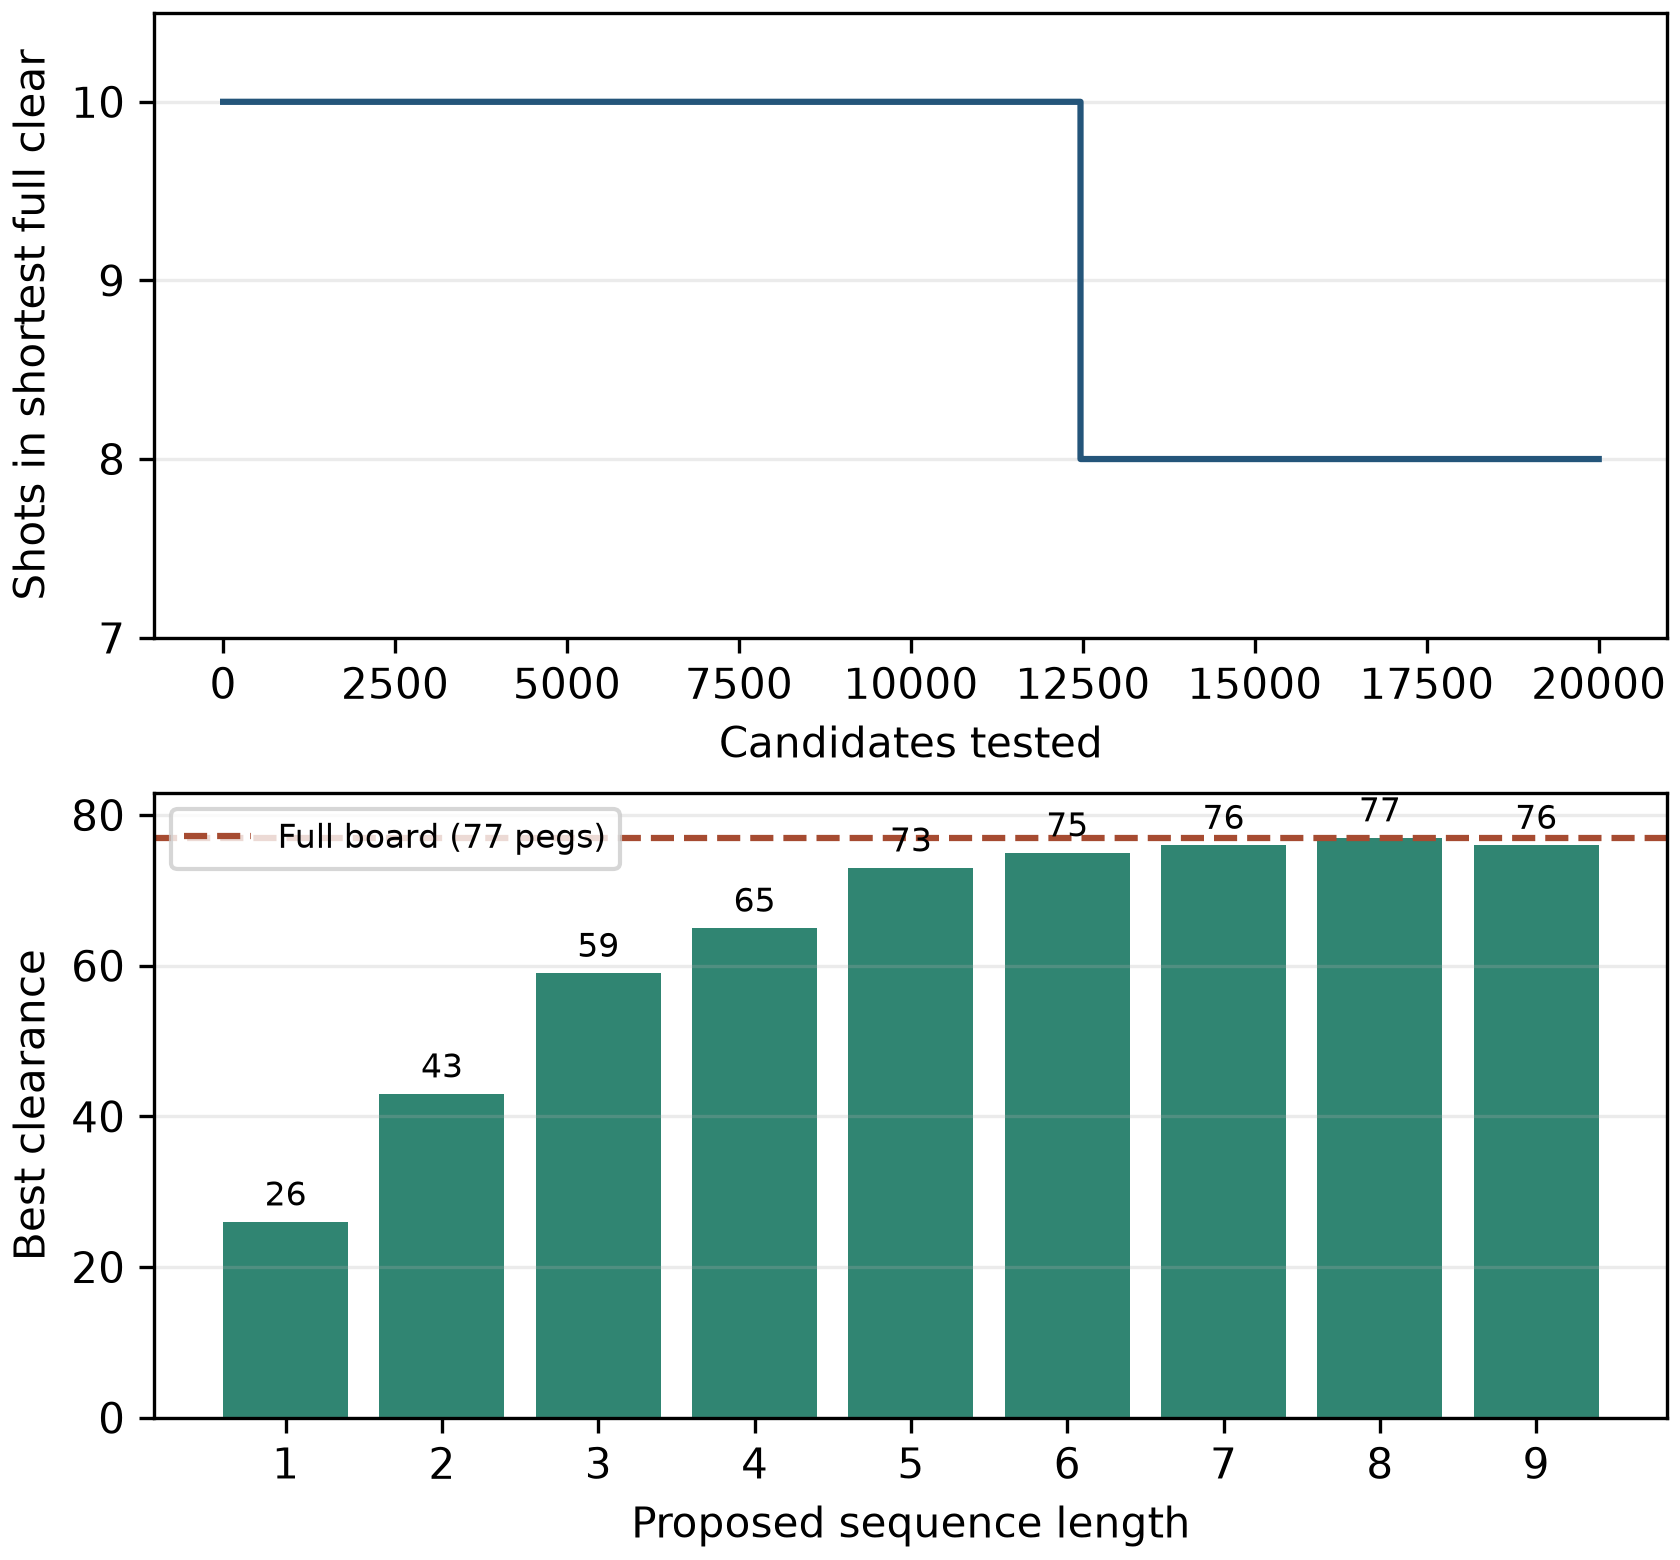 Shots in shortest full clear
10
9
8
7
0 2500 5000 7500 10000 12500 15000 17500 20000
Candidates tested
Best clearance
80
60
40
20
0
Full board (77 pegs)
26 43 59 65 73 75 76 77 76
1 2 3 4 5 6 7 8 9
Proposed sequence length